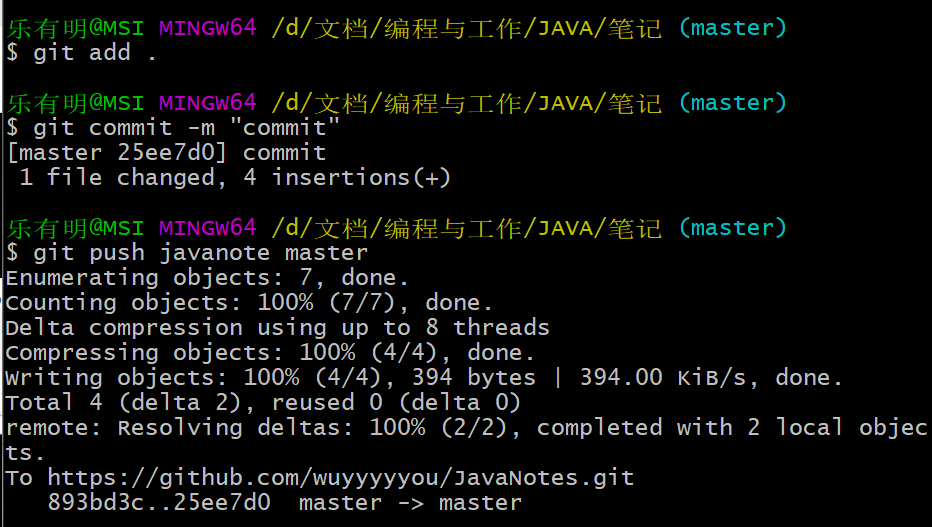 乐有明@MSI MINGW64 /d/文档/编程与工作/JAVA/笔记 (master)
$ git add .
乐有明@MSI MINGW64 /d/文档/编程与工作/JAVA/笔记 (master)
$ git commit -m "commit"
[master 25ee7d0] commit
 1 file changed, 4 insertions(+)
乐有明@MSI MINGW64 /d/文档/编程与工作/JAVA/笔记 (master)
$ git push javanote master
Enumerating objects: 7, done.
Counting objects: 100% (7/7), done.
Delta compression using up to 8 threads
Compressing objects: 100% (4/4), done.
Writing objects: 100% (4/4), 394 bytes | 394.00 KiB/s, done.
Total 4 (delta 2), reused 0 (delta 0)
remote: Resolving deltas: 100% (2/2), completed with 2 local objec
ts.
To https://github.com/wuyyyyyou/JavaNotes.git
   893bd3c..25ee7d0  master -> master